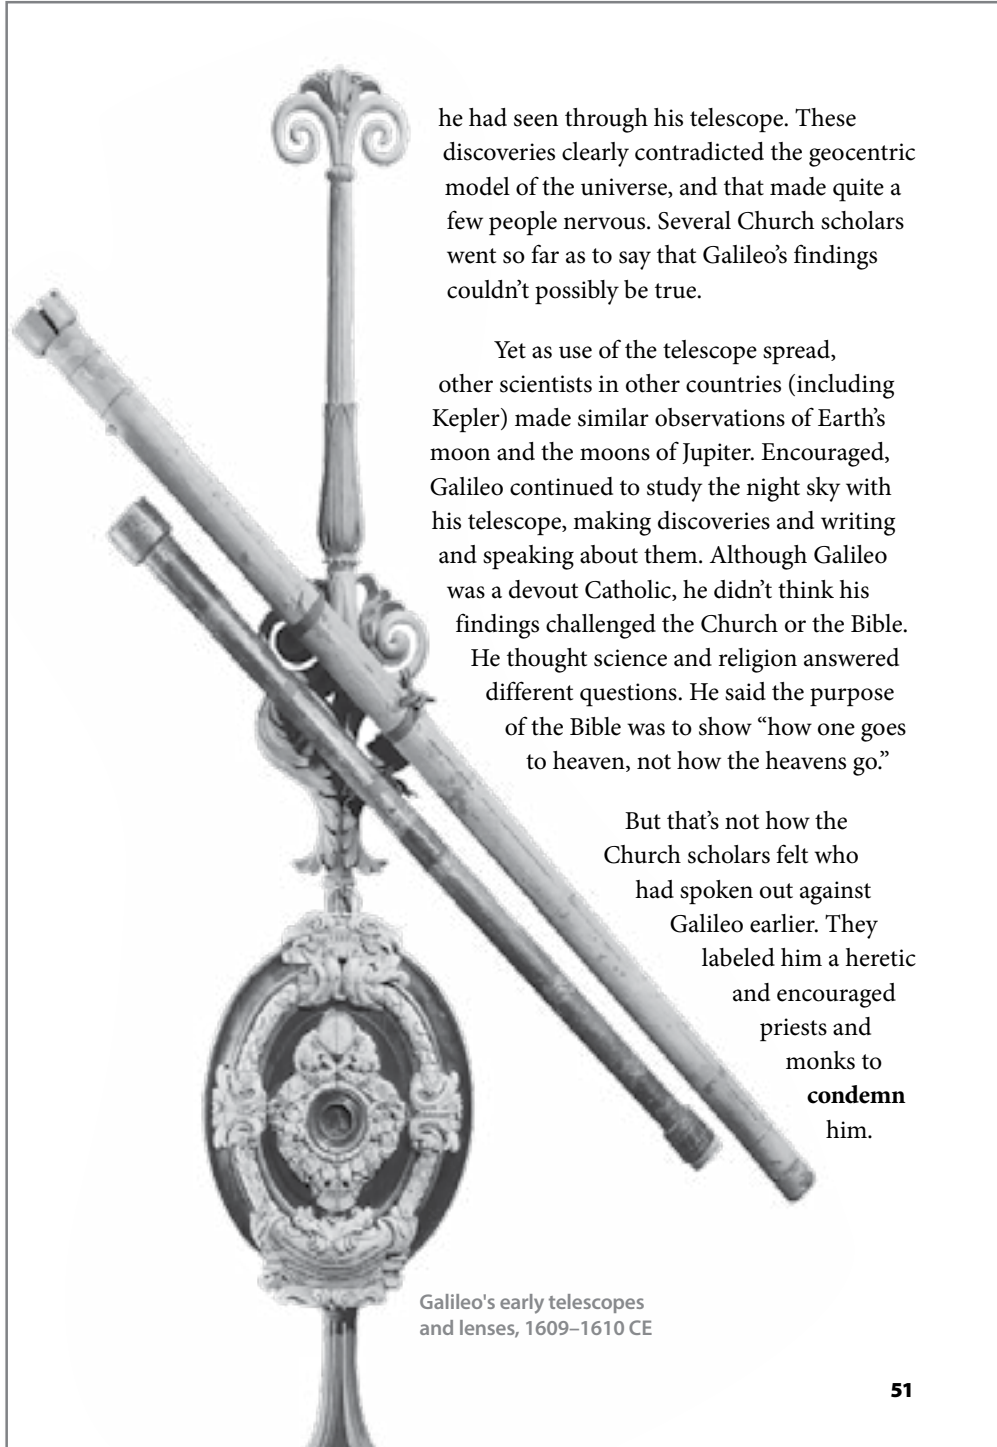 he had seen through his telescope. These
discoveries clearly contradicted the geocentric
model of the universe, and that made quite a
few people nervous. Several Church scholars
went so far as to say that Galileo’s findings
couldn’t possibly be true.
Yet as use of the telescope spread,
other scientists in other countries (including
Kepler) made similar observations of Earth’s
moon and the moons of Jupiter. Encouraged,
Galileo continued to study the night sky with
his telescope, making discoveries and writing
and speaking about them. Although Galileo
was a devout Catholic, he didn’t think his
findings challenged the Church or the Bible.
He thought science and religion answered
different questions. He said the purpose
of the Bible was to show “how one goes
to heaven, not how the heavens go.”
But that’s not how the
Church scholars felt who
had spoken out against
Galileo earlier. They
labeled him a heretic
and encouraged
priests and
monks to
condemn
him.
Galileo's early telescopes
and lenses, 1609–1610 CE
51